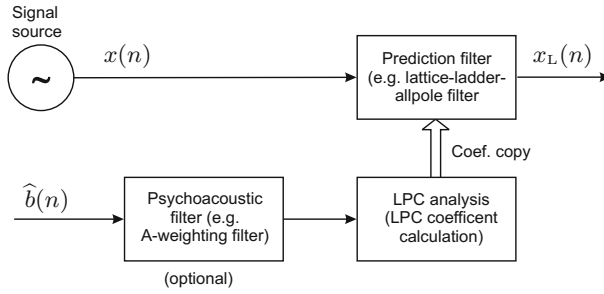 Signal
source
~
x(n)
Prediction filter
(e.g. lattice-ladder-
allpole filter
x_L(n)
Coef. copy
b̂(n)
Psychoacoustic
filter (e.g.
A-weighting filter)
(optional)
LPC analysis
(LPC coefficent
calculation)